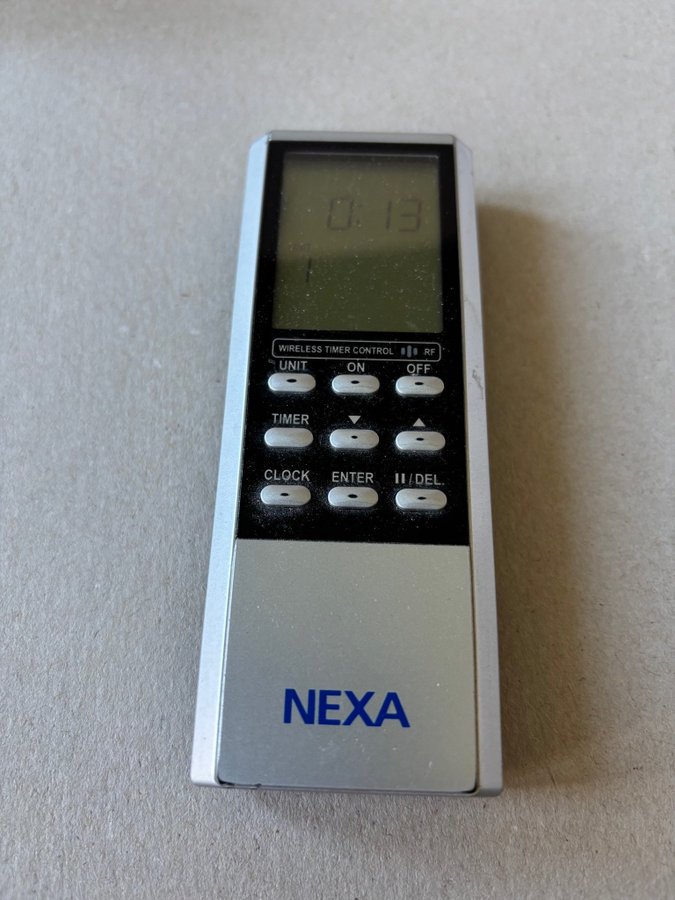 0:13
1
WIRELESS TIMER CONTROL RF
UNIT ON OFF
TIMER ▼ ▲
CLOCK ENTER II/DEL.
NEXA